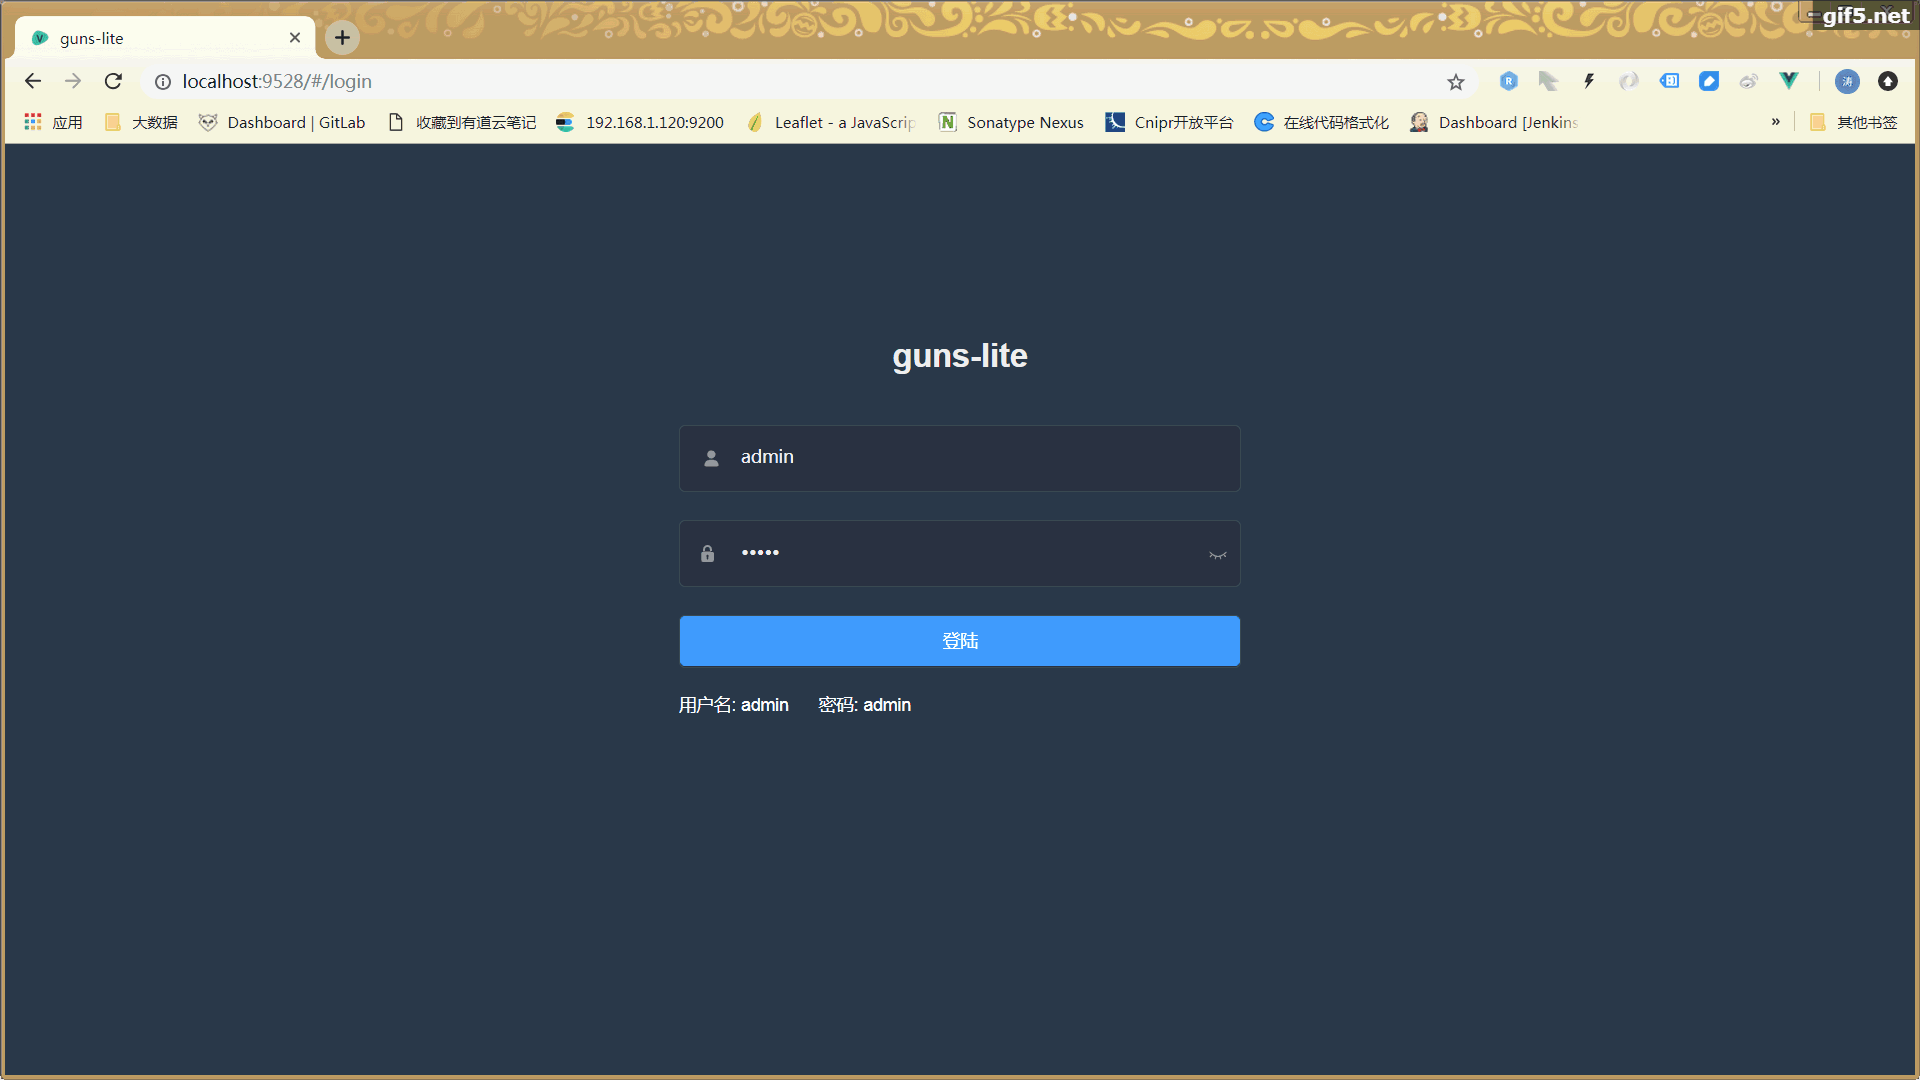 gif5.net
guns-lite
localhost:9528/#/login
应用 大数据 Dashboard | GitLab 收藏到有道云笔记 192.168.1.120:9200 Leaflet - a JavaScrip Sonatype Nexus Cnipr开放平台 在线代码格式化 Dashboard [Jenkins » 其他书签
guns-lite
admin
•••••
登陆
用户名: admin 密码: admin